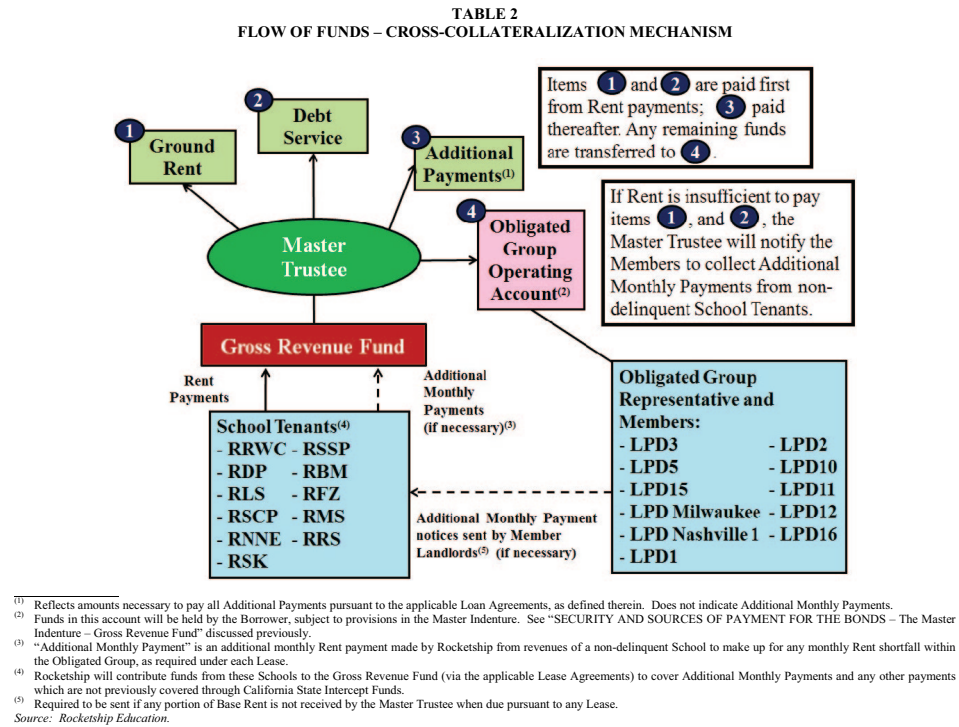 TABLE 2
FLOW OF FUNDS – CROSS-COLLATERALIZATION MECHANISM
Items 1 and 2 are paid first
from Rent payments; 3 paid
thereafter. Any remaining funds
are transferred to 4.
2
Debt
Service
1
Ground
Rent
3
Additional
Payments(1)
If Rent is insufficient to pay
items 1, and 2, the
Master Trustee will notify the
Members to collect Additional
Monthly Payments from non-
delinquent School Tenants.
4
Obligated
Group
Operating
Account(2)
Master
Trustee
Gross Revenue Fund
Rent
Payments
Additional
Monthly
Payments
(if necessary)(3)
School Tenants(4)
- RRWC - RSSP
- RDP - RBM
- RLS - RFZ
- RSCP - RMS
- RNNE - RRS
- RSK
Additional Monthly Payment
notices sent by Member
Landlords(5) (if necessary)
Obligated Group
Representative and
Members:
- LPD3 - LPD2
- LPD5 - LPD10
- LPD15 - LPD11
- LPD Milwaukee - LPD12
- LPD Nashville 1 - LPD16
- LPD1
(1) Reflects amounts necessary to pay all Additional Payments pursuant to the applicable Loan Agreements, as defined therein. Does not indicate Additional Monthly Payments.
(2) Funds in this account will be held by the Borrower, subject to provisions in the Master Indenture. See “SECURITY AND SOURCES OF PAYMENT FOR THE BONDS – The Master
Indenture – Gross Revenue Fund” discussed previously.
(3) “Additional Monthly Payment” is an additional monthly Rent payment made by Rocketship from revenues of a non-delinquent School to make up for any monthly Rent shortfall within
the Obligated Group, as required under each Lease.
(4) Rocketship will contribute funds from these Schools to the Gross Revenue Fund (via the applicable Lease Agreements) to cover Additional Monthly Payments and any other payments
which are not previously covered through California State Intercept Funds.
(5) Required to be sent if any portion of Base Rent is not received by the Master Trustee when due pursuant to any Lease.
Source: Rocketship Education.